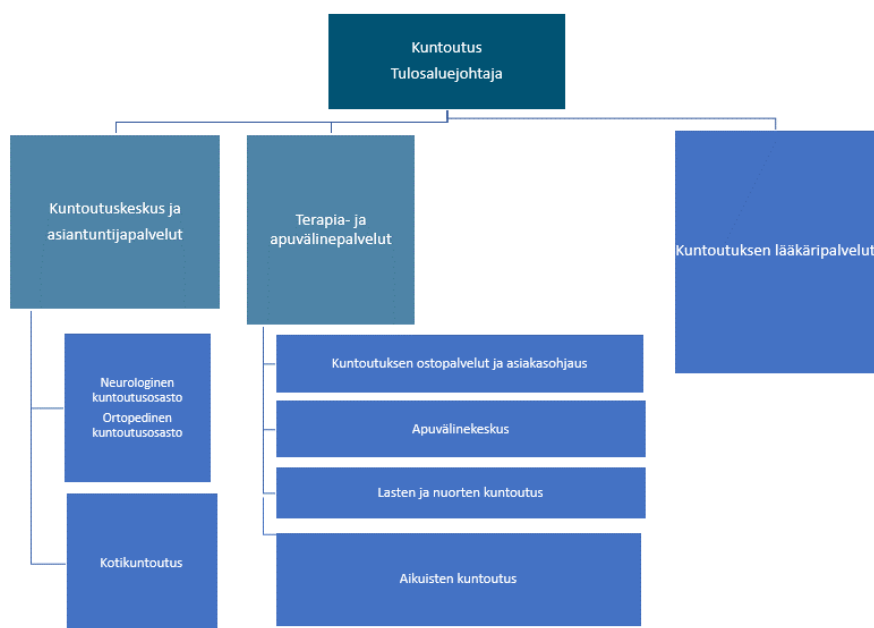 Kuntoutus
Tulosaluejohtaja
Kuntoutuskeskus ja
asiantuntijapalvelut
Terapia- ja
apuvälinepalvelut
Kuntoutuksen lääkäripalvelut
Neurologinen
kuntoutusosasto
Ortopedinen
kuntoutusosasto
Kotikuntoutus
Kuntoutuksen ostopalvelut ja asiakasohjaus
Apuvälinekeskus
Lasten ja nuorten kuntoutus
Aikuisten kuntoutus